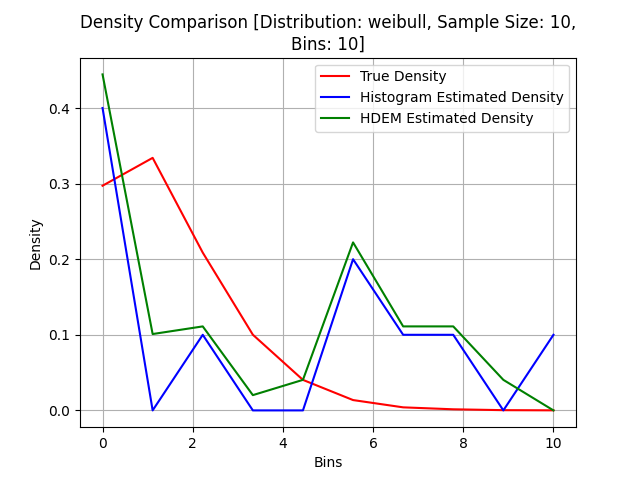 Density Comparison [Distribution: weibull, Sample Size: 10,
Bins: 10]
True Density
Histogram Estimated Density
HDEM Estimated Density
Density
0.4
0.3
0.2
0.1
0.0
0 2 4 6 8 10
Bins